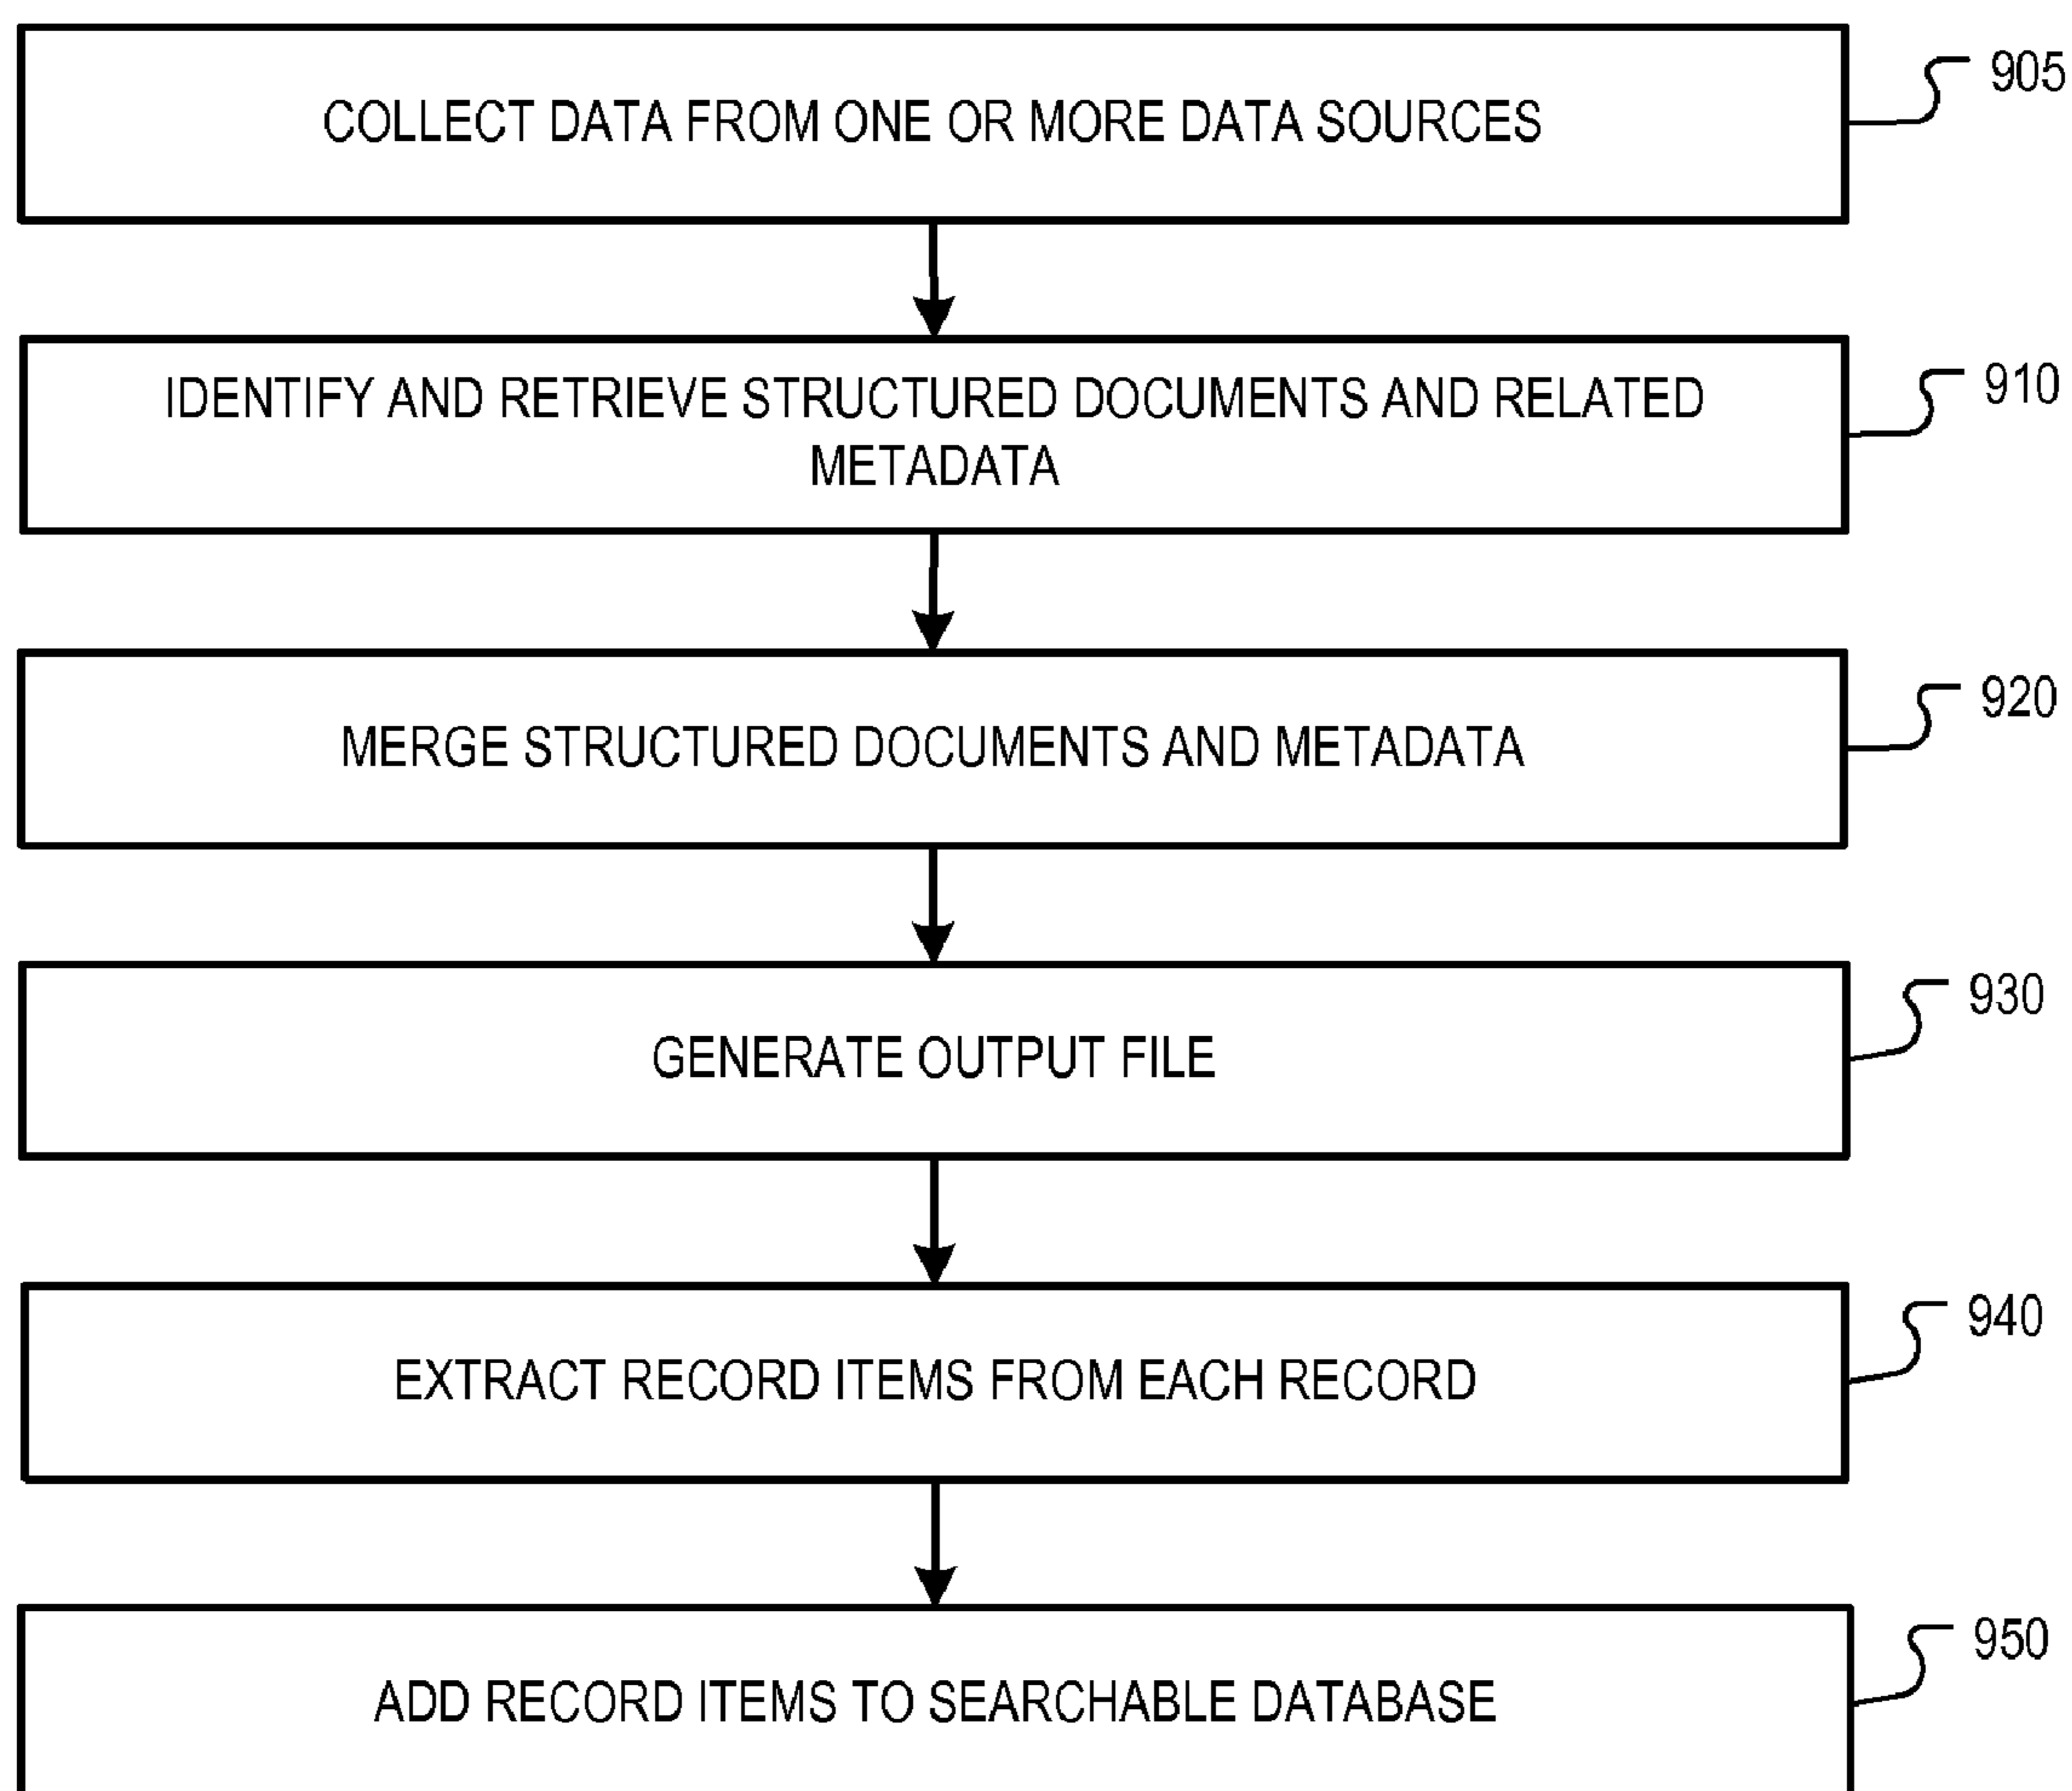 COLLECT DATA FROM ONE OR MORE DATA SOURCES
905
IDENTIFY AND RETRIEVE STRUCTURED DOCUMENTS AND RELATED
METADATA
910
MERGE STRUCTURED DOCUMENTS AND METADATA
920
GENERATE OUTPUT FILE
930
EXTRACT RECORD ITEMS FROM EACH RECORD
940
ADD RECORD ITEMS TO SEARCHABLE DATABASE
950